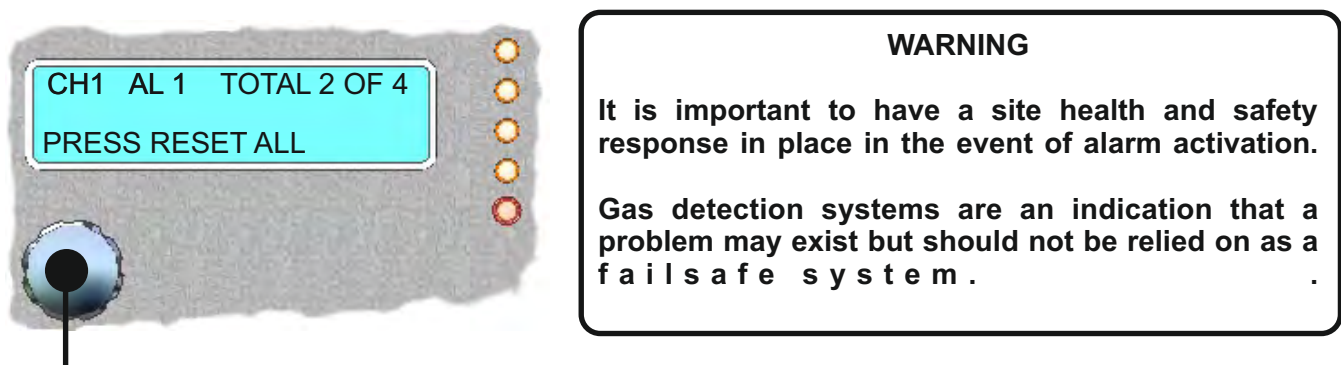 CH1 AL 1 TOTAL 2 OF 4
PRESS RESET ALL
WARNING
It is important to have a site health and safety
response in place in the event of alarm activation.
Gas detection systems are an indication that a
problem may exist but should not be relied on as a
failsafe system. .